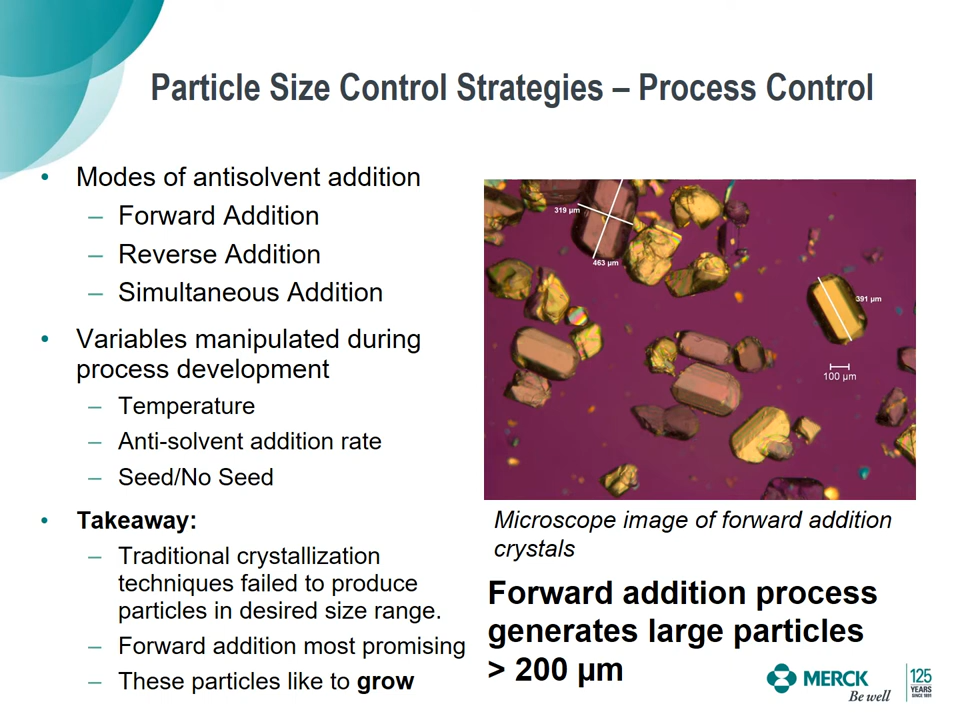 Particle Size Control Strategies – Process Control
• Modes of antisolvent addition
– Forward Addition
– Reverse Addition
– Simultaneous Addition
• Variables manipulated during
process development
– Temperature
– Anti-solvent addition rate
– Seed/No Seed
• Takeaway:
– Traditional crystallization
techniques failed to produce
particles in desired size range.
– Forward addition most promising
– These particles like to grow
319 µm
463 µm
391 µm
100 µm
Microscope image of forward addition
crystals
Forward addition process
generates large particles
> 200 µm
MERCK
Be well
125
YEARS
SINCE 1891